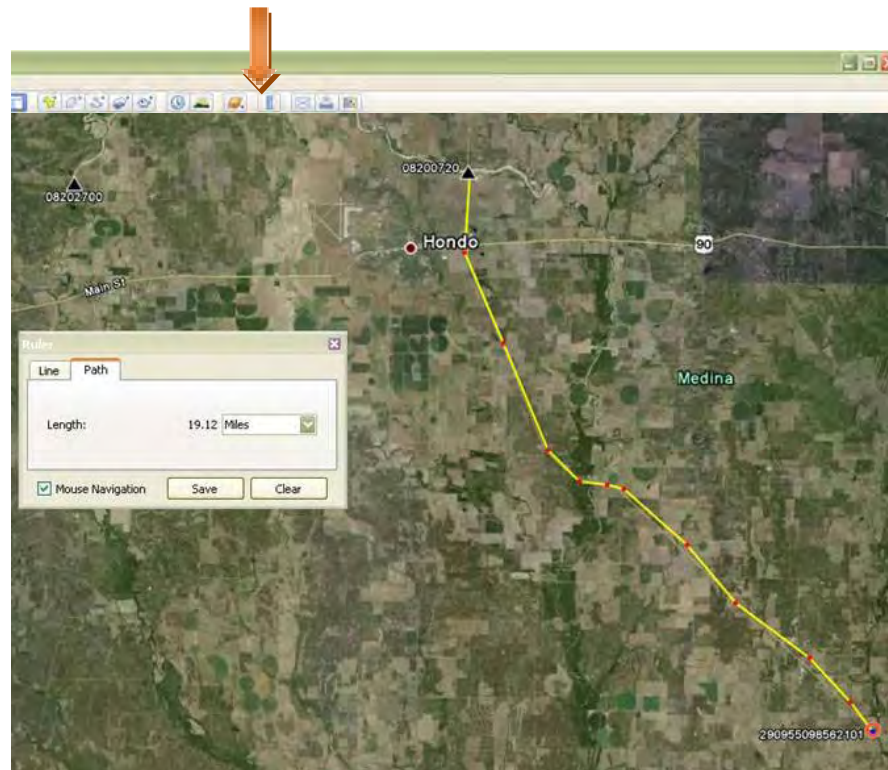 08200720
08202700
Hondo
90
Main St
Ruler
Line Path
Medina
Length: 19.12 Miles
Mouse Navigation Save Clear
290955098562101